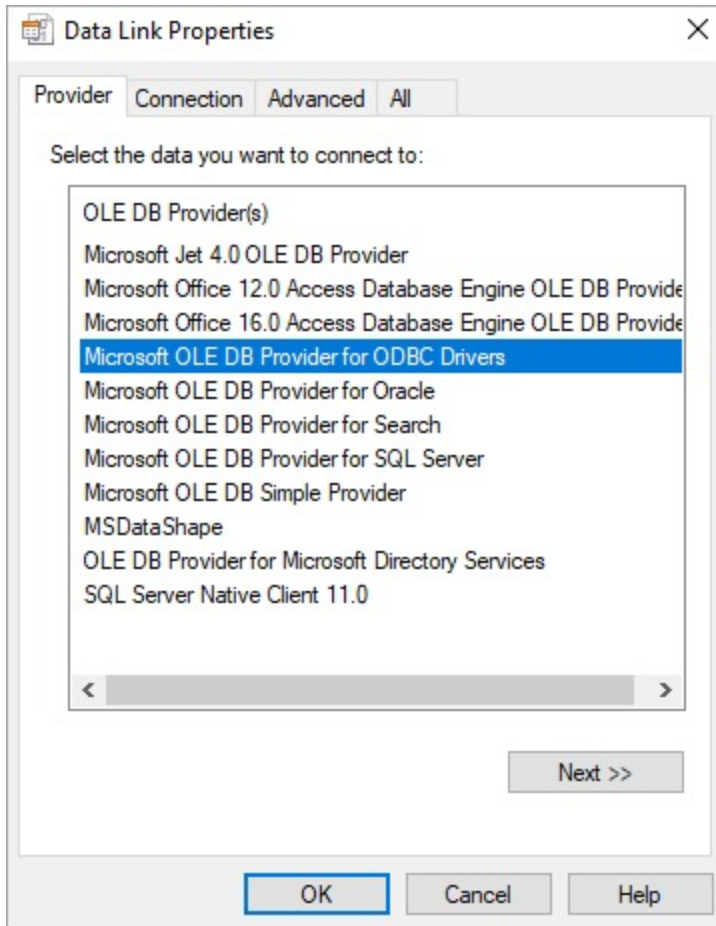 Data Link Properties
Provider Connection Advanced All
Select the data you want to connect to:
OLE DB Provider(s)
Microsoft Jet 4.0 OLE DB Provider
Microsoft Office 12.0 Access Database Engine OLE DB Provide
Microsoft Office 16.0 Access Database Engine OLE DB Provide
Microsoft OLE DB Provider for ODBC Drivers
Microsoft OLE DB Provider for Oracle
Microsoft OLE DB Provider for Search
Microsoft OLE DB Provider for SQL Server
Microsoft OLE DB Simple Provider
MSDataShape
OLE DB Provider for Microsoft Directory Services
SQL Server Native Client 11.0
Next >>
OK Cancel Help